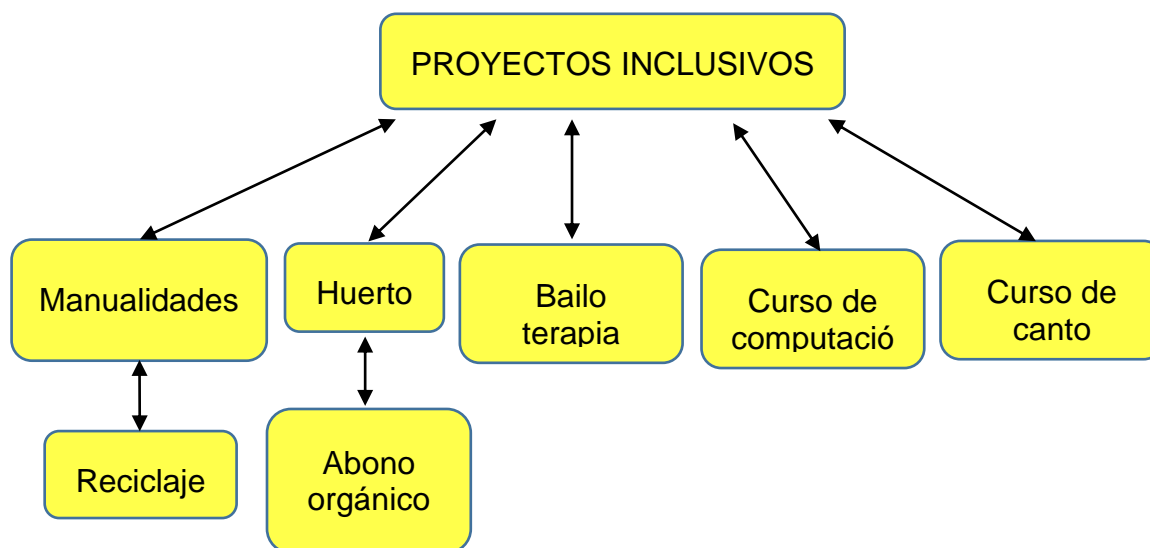 PROYECTOS INCLUSIVOS
Manualidades
Huerto
Bailo
terapia
Curso de
computació
Curso de
canto
Reciclaje
Abono
orgánico